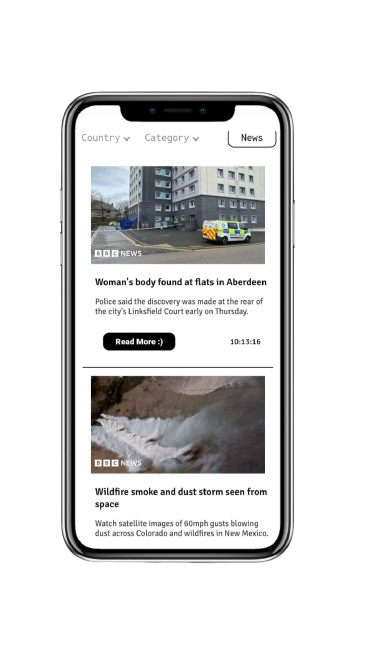 Country Category News
BBC NEWS
Woman's body found at flats in Aberdeen
Police said the discovery was made at the rear of
the city's Linksfield Court early on Thursday.
Read More :) 10:13:16
BBC NEWS
Wildfire smoke and dust storm seen from
space
Watch satellite images of 60mph gusts blowing
dust across Colorado and wildfires in New Mexico.